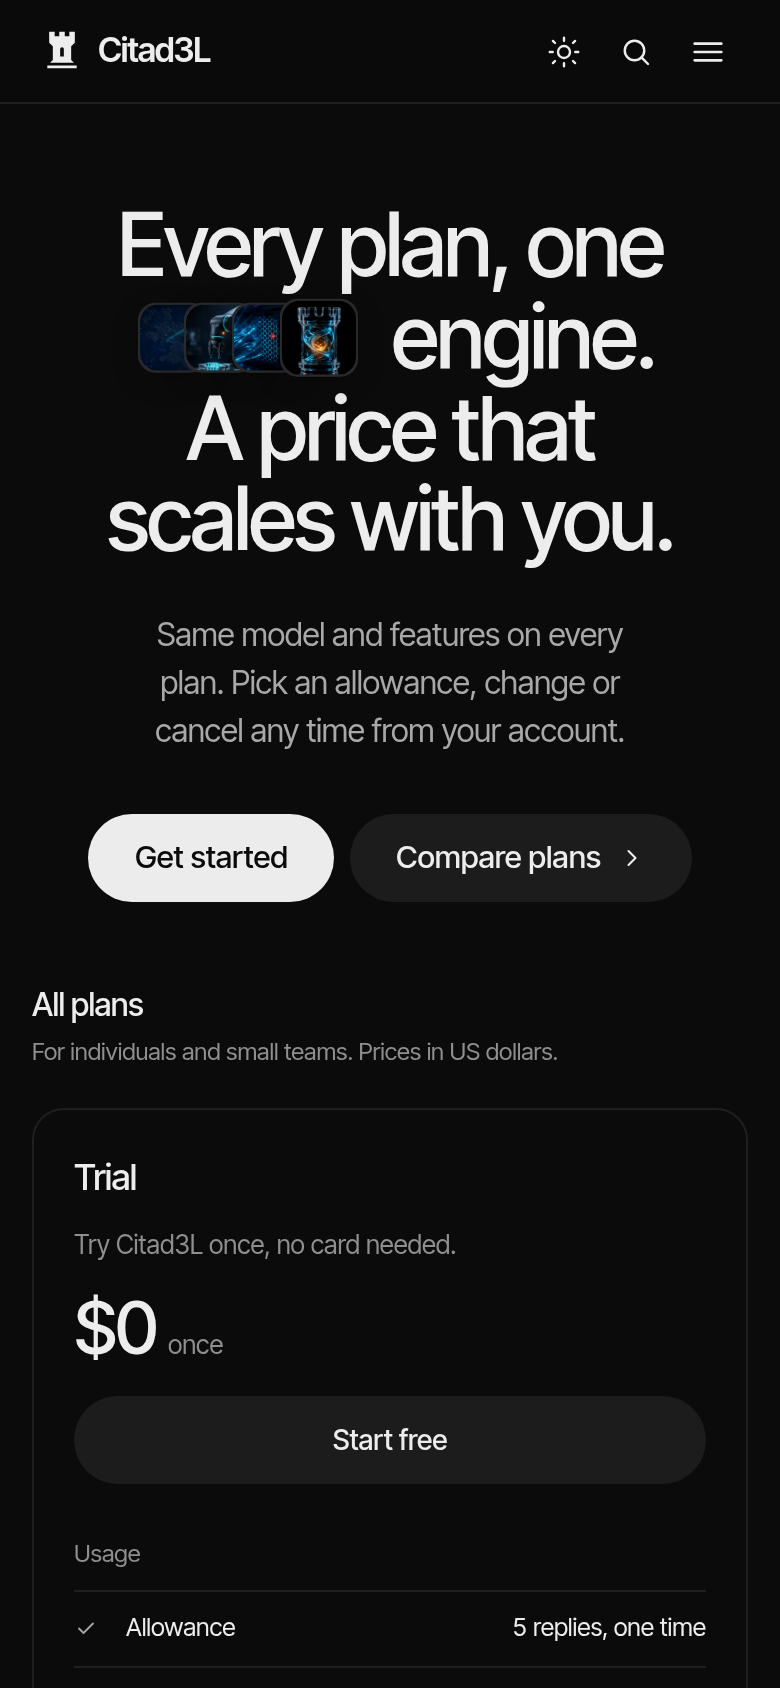 Citad3L
Every plan, one
engine.
A price that
scales with you.
Same model and features on every
plan. Pick an allowance, change or
cancel any time from your account.
Get started
Compare plans
All plans
For individuals and small teams. Prices in US dollars.
Trial
Try Citad3L once, no card needed.
$0 once
Start free
Usage
Allowance 5 replies, one time